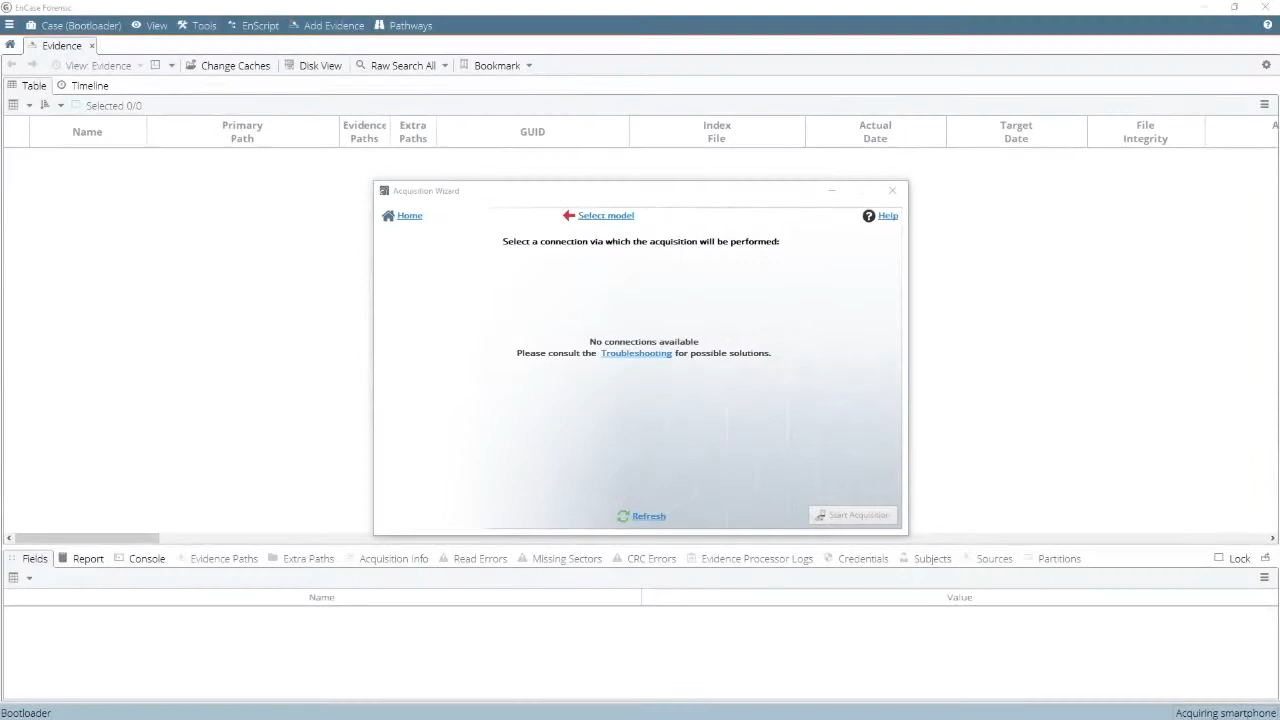 EnCase Forensic
Case (Bootloader) View Tools EnScript Add Evidence Pathways
Evidence
View: Evidence Change Caches Disk View Raw Search All Bookmark
Table Timeline
Selected 0/0
Name Primary Path Evidence Paths Extra Paths GUID Index File Actual Date Target Date File Integrity A
Acquisition Wizard
Home Select model Help
Select a connection via which the acquisition will be performed:
No connections available
Please consult the Troubleshooting for possible solutions.
Refresh Start Acquisition
Fields Report Console Evidence Paths Extra Paths Acquisition Info Read Errors Missing Sectors CRC Errors Evidence Processor Logs Credentials Subjects Sources Partitions Lock
Name Value
Bootloader Acquiring smartphone